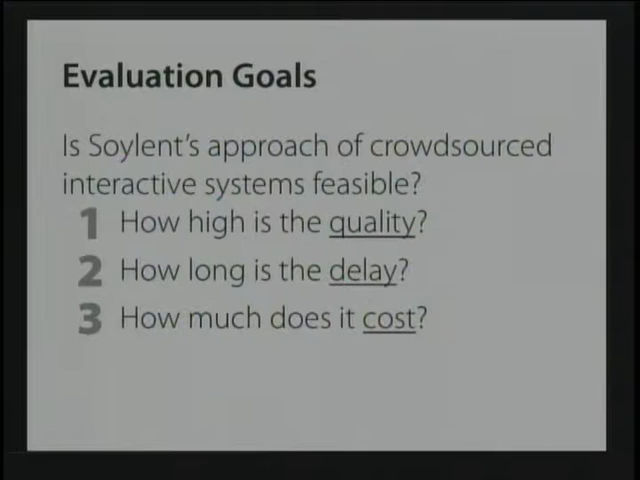 Evaluation Goals
Is Soylent's approach of crowdsourced
interactive systems feasible?
1 How high is the quality?
2 How long is the delay?
3 How much does it cost?